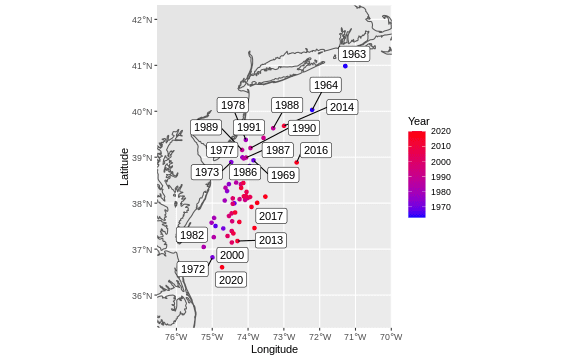 42°N
41°N
40°N
39°N
38°N
37°N
36°N
Latitude
1963
1964
1978
1988
2014
1989
1991
1990
1977
1987
2016
1973
1986
1969
2017
1982
2013
2000
1972
2020
76°W
75°W
74°W
73°W
72°W
71°W
70°W
Longitude
Year
2020
2010
2000
1990
1980
1970